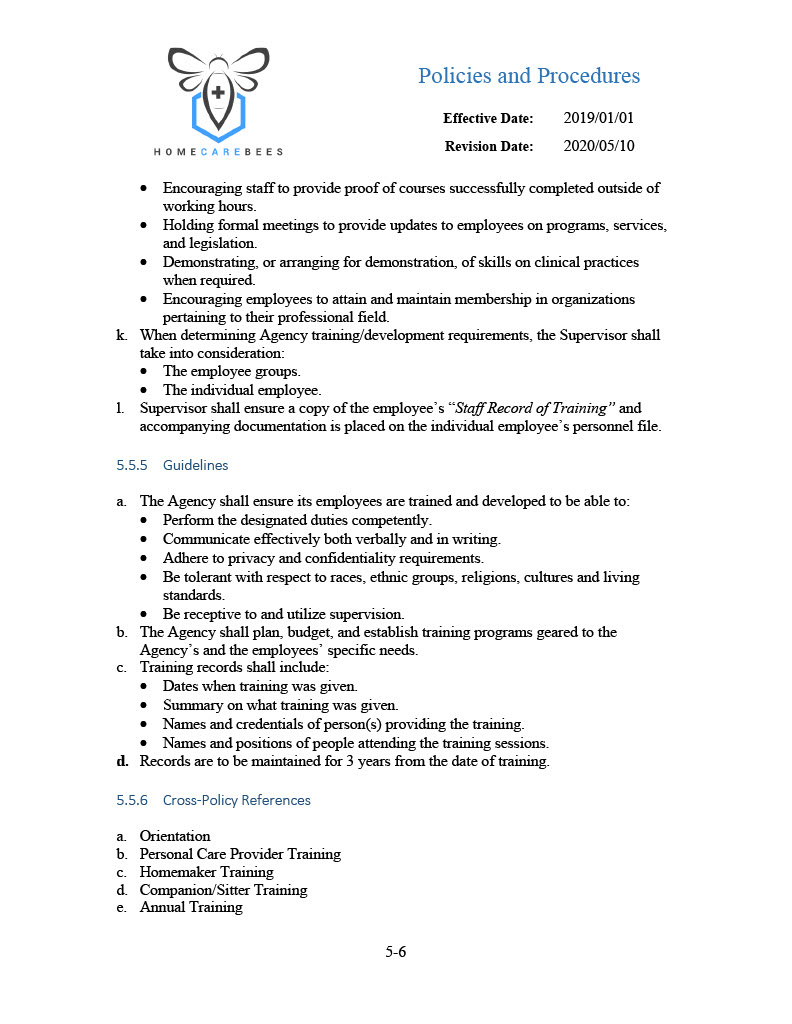 HOMECAREBEES
Policies and Procedures
Effective Date: 2019/01/01
Revision Date: 2020/05/10
• Encouraging staff to provide proof of courses successfully completed outside of
working hours.
• Holding formal meetings to provide updates to employees on programs, services,
and legislation.
• Demonstrating, or arranging for demonstration, of skills on clinical practices
when required.
• Encouraging employees to attain and maintain membership in organizations
pertaining to their professional field.
k. When determining Agency training/development requirements, the Supervisor shall
take into consideration:
• The employee groups.
• The individual employee.
l. Supervisor shall ensure a copy of the employee’s “Staff Record of Training” and
accompanying documentation is placed on the individual employee’s personnel file.
5.5.5 Guidelines
a. The Agency shall ensure its employees are trained and developed to be able to:
• Perform the designated duties competently.
• Communicate effectively both verbally and in writing.
• Adhere to privacy and confidentiality requirements.
• Be tolerant with respect to races, ethnic groups, religions, cultures and living
standards.
• Be receptive to and utilize supervision.
b. The Agency shall plan, budget, and establish training programs geared to the
Agency’s and the employees’ specific needs.
c. Training records shall include:
• Dates when training was given.
• Summary on what training was given.
• Names and credentials of person(s) providing the training.
• Names and positions of people attending the training sessions.
d. Records are to be maintained for 3 years from the date of training.
5.5.6 Cross-Policy References
a. Orientation
b. Personal Care Provider Training
c. Homemaker Training
d. Companion/Sitter Training
e. Annual Training
5-6